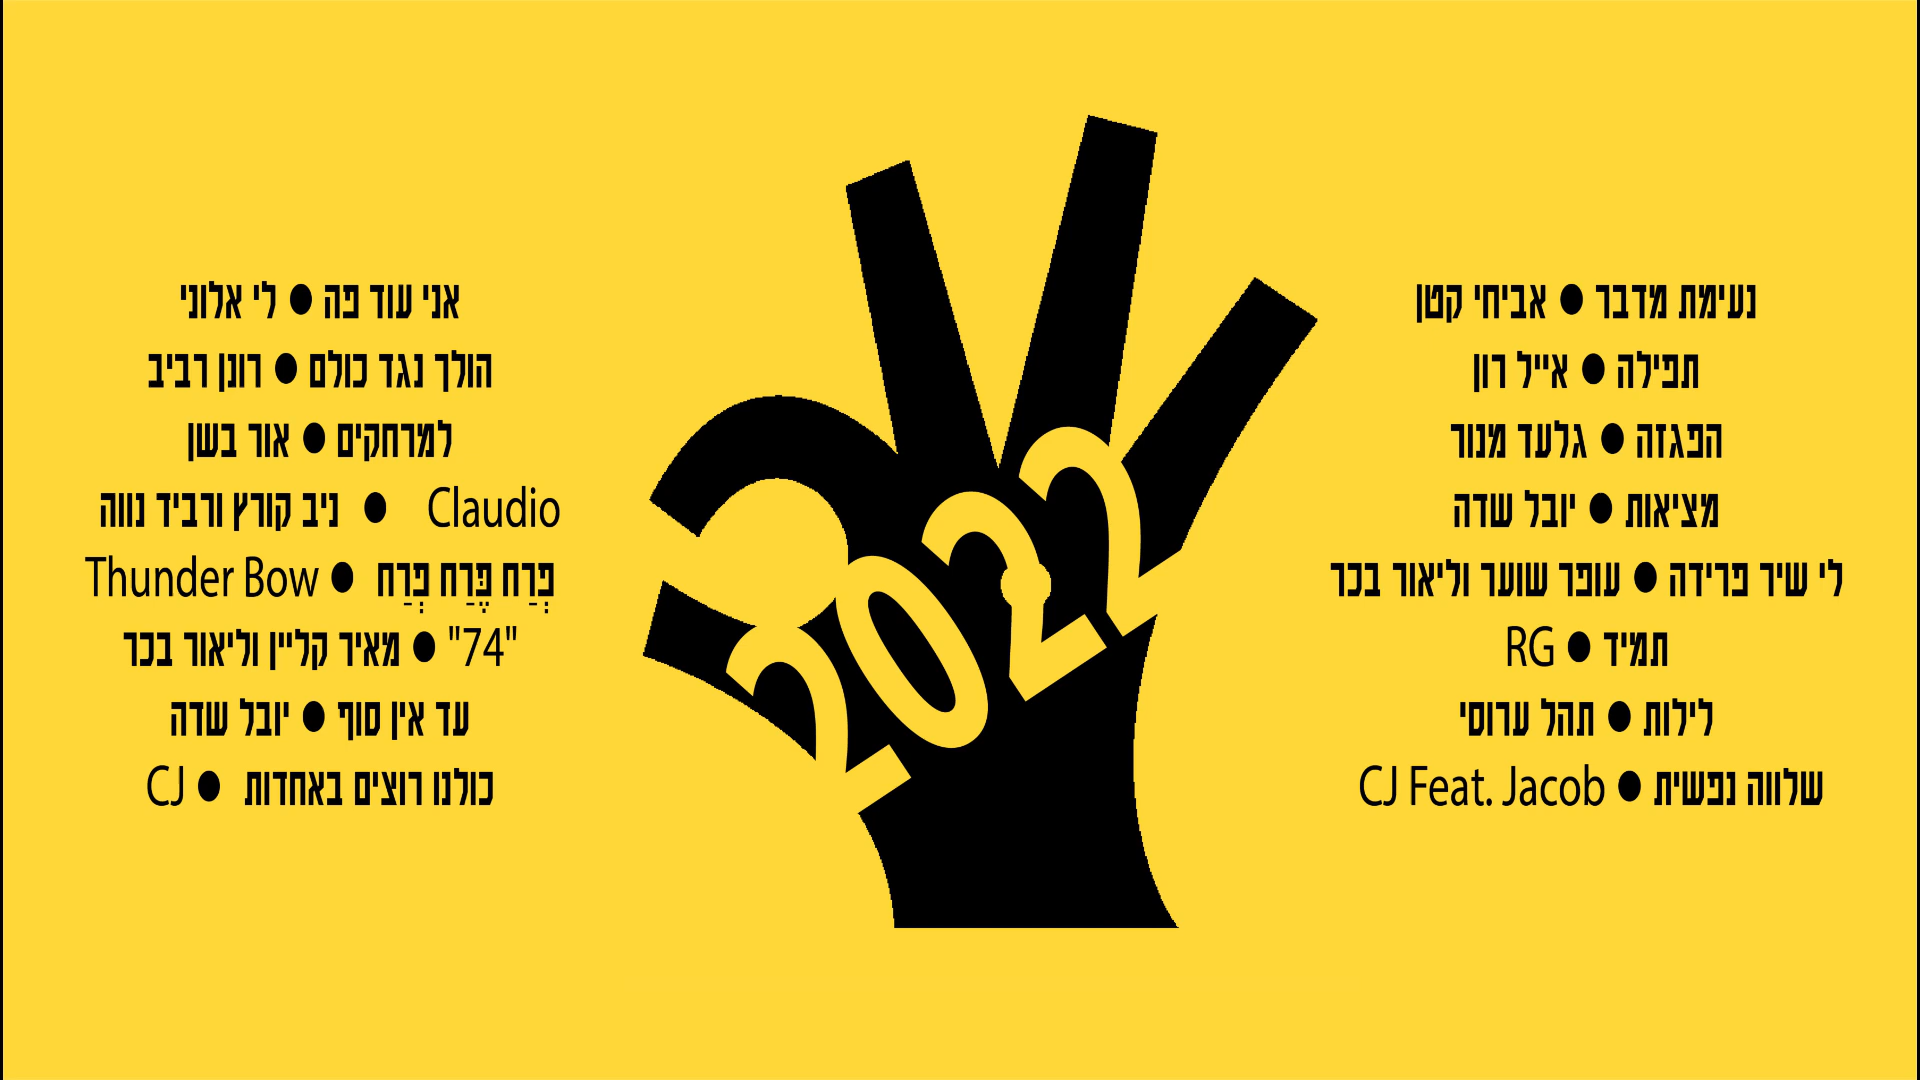 נעימת מדבר ● אביחי קטן
תפילה ● אייל רון
הפגזה ● גלעד מנור
מציאות ● יובל שדה
לי שיר פרידה ● עופר שוער וליאור בכר
תמיד ● RG
לילות ● תהל ערוסי
שלווה נפשית ● CJ Feat. Jacob
2022
אני עוד פה ● לי אלוני
הולך נגד כולם ● רונן רביב
למרחקים ● אור בשן
Claudio ● ניב קורץ ורביד נווה
פְּרַח פֶּרַח פְּרַח ● Thunder Bow
"74" ● מאיר קליין וליאור בכר
עד אין סוף ● יובל שדה
כולנו רוצים באחדות ● CJ